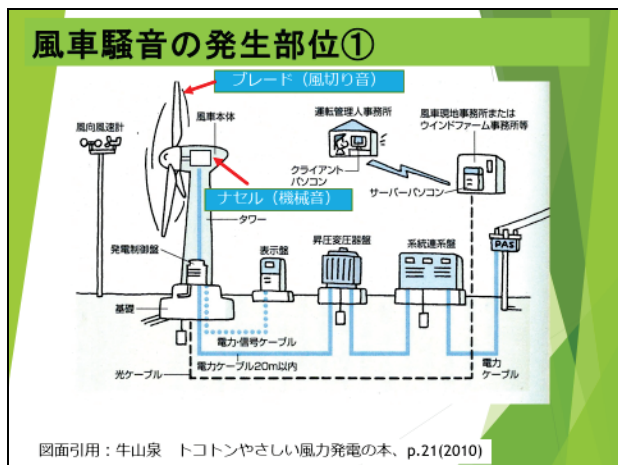 風車騒音の発生部位①
ブレード（風切り音）
風向風速計
風車本体
運転管理人事務所
風車現地事務所または
ウインドファーム事務所等
クライアント
パソコン
サーバーパソコン
ナセル（機械音）
タワー
PAS
発電制御盤
表示盤
昇圧変圧器盤
系統連系盤
基礎
電力・信号ケーブル
電力ケーブル20m以内
光ケーブル
電力
ケーブル
図面引用：牛山泉　トコトンやさしい風力発電の本、p.21(2010)